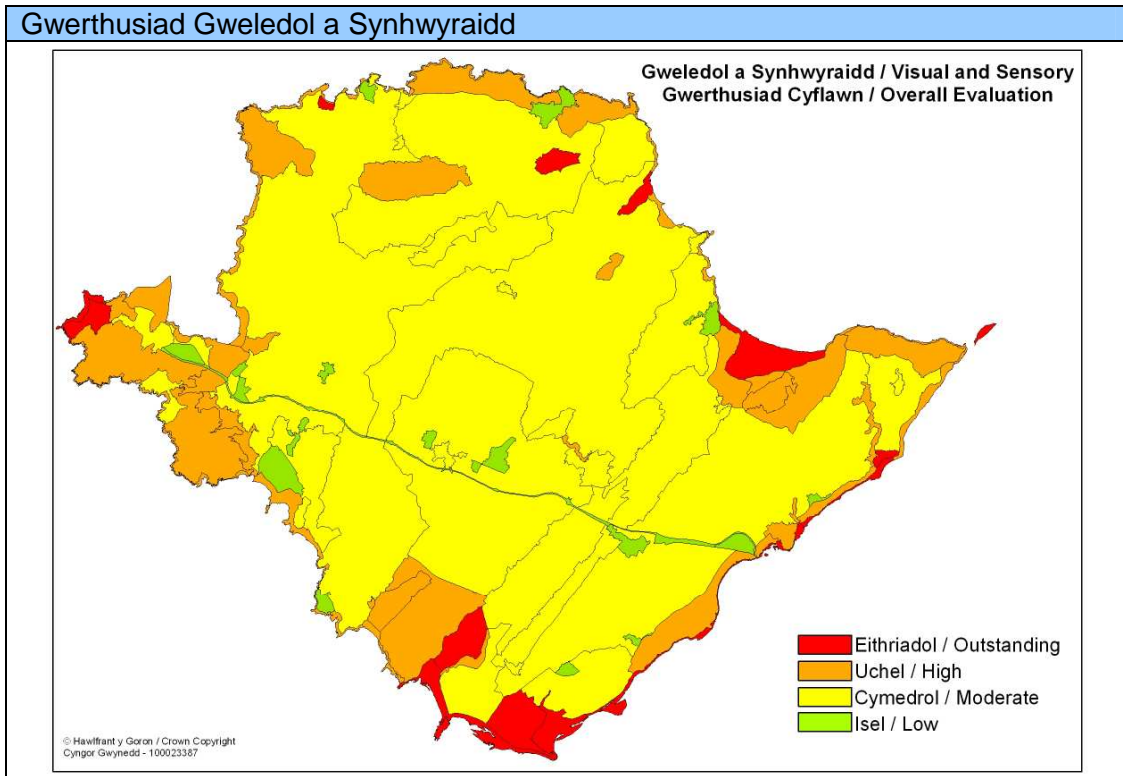 Gwerthusiad Gweledol a Synhwyraidd
Gweledol a Synhwyraidd / Visual and Sensory
Gwerthusiad Cyflawn / Overall Evaluation
Eithriadol / Outstanding
Uchel / High
Cymedrol / Moderate
Isel / Low
© Hawlfraint y Goron / Crown Copyright
Cyngor Gwynedd - 100023387